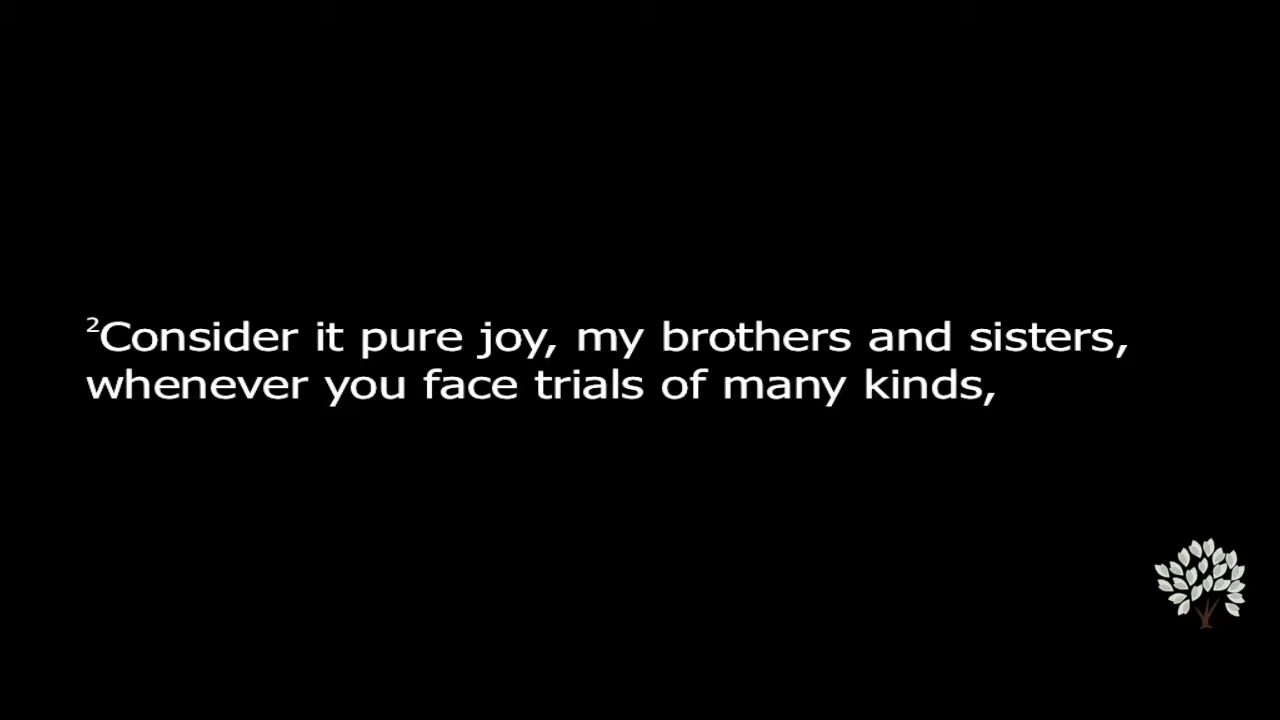 ²Consider it pure joy, my brothers and sisters,
whenever you face trials of many kinds,